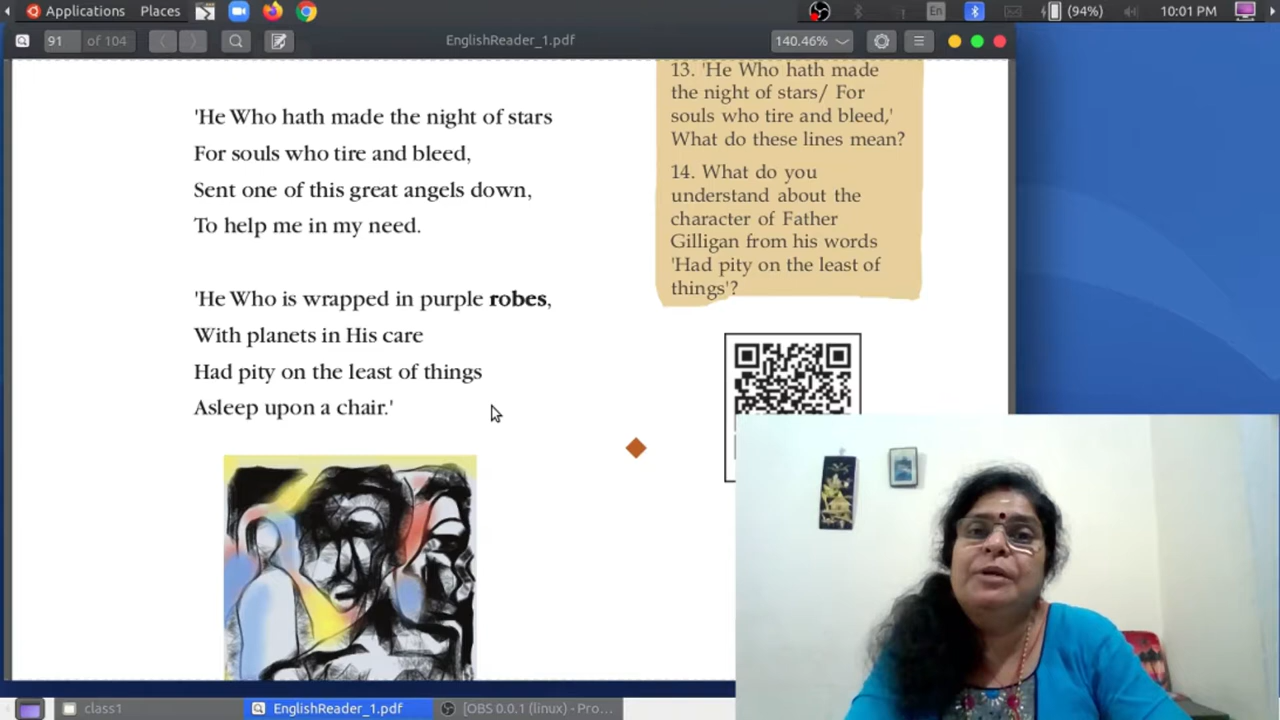 Applications Places En (94%) 10:01 PM
91 of 104 EnglishReader_1.pdf 140.46%
'He Who hath made the night of stars
For souls who tire and bleed,
Sent one of this great angels down,
To help me in my need.
'He Who is wrapped in purple robes,
With planets in His care
Had pity on the least of things
Asleep upon a chair.'
13. 'He Who hath made
the night of stars/ For
souls who tire and bleed,'
What do these lines mean?
14. What do you
understand about the
character of Father
Gilligan from his words
'Had pity on the least of
things'?
class1 EnglishReader_1.pdf [OBS 0.0.1 (linux) - Pro...